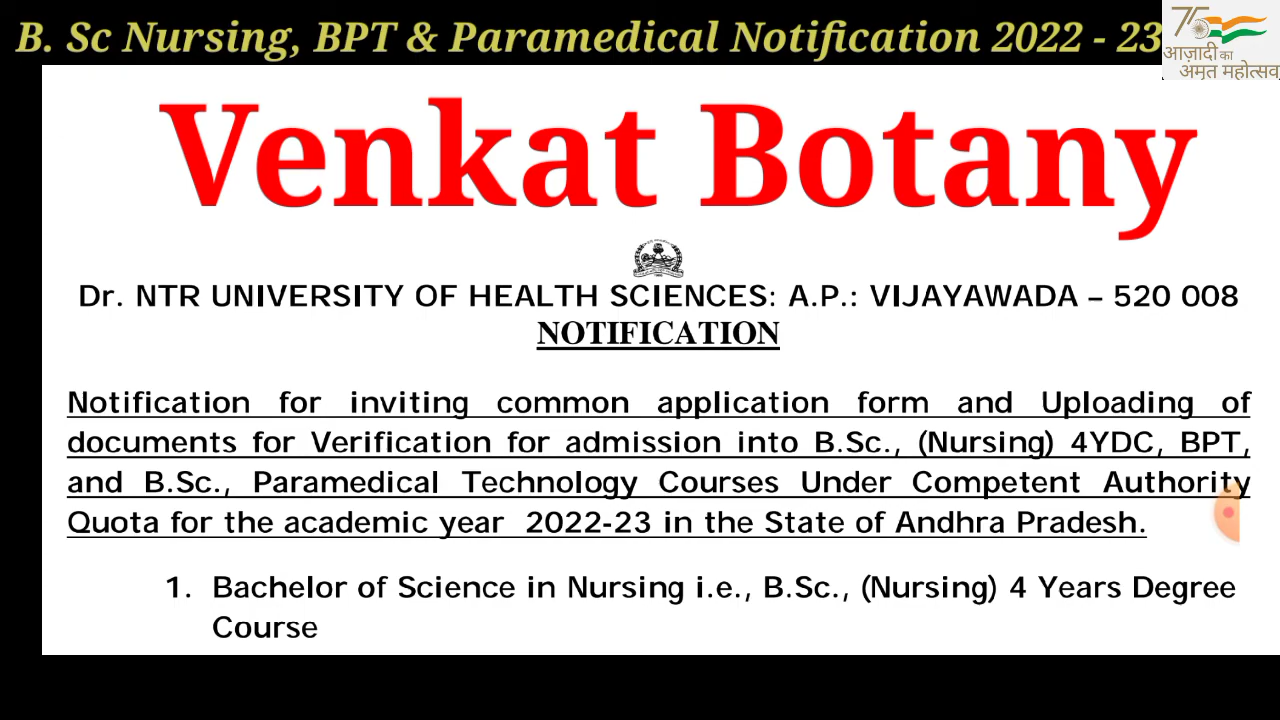 B. Sc Nursing, BPT & Paramedical Notification 2022 - 23
75
आज़ादी का
अमृत महोत्सव
Venkat Botany
Dr. NTR UNIVERSITY OF HEALTH SCIENCES: A.P.: VIJAYAWADA – 520 008
NOTIFICATION
Notification for inviting common application form and Uploading of
documents for Verification for admission into B.Sc., (Nursing) 4YDC, BPT,
and B.Sc., Paramedical Technology Courses Under Competent Authority
Quota for the academic year 2022-23 in the State of Andhra Pradesh.
1. Bachelor of Science in Nursing i.e., B.Sc., (Nursing) 4 Years Degree
Course